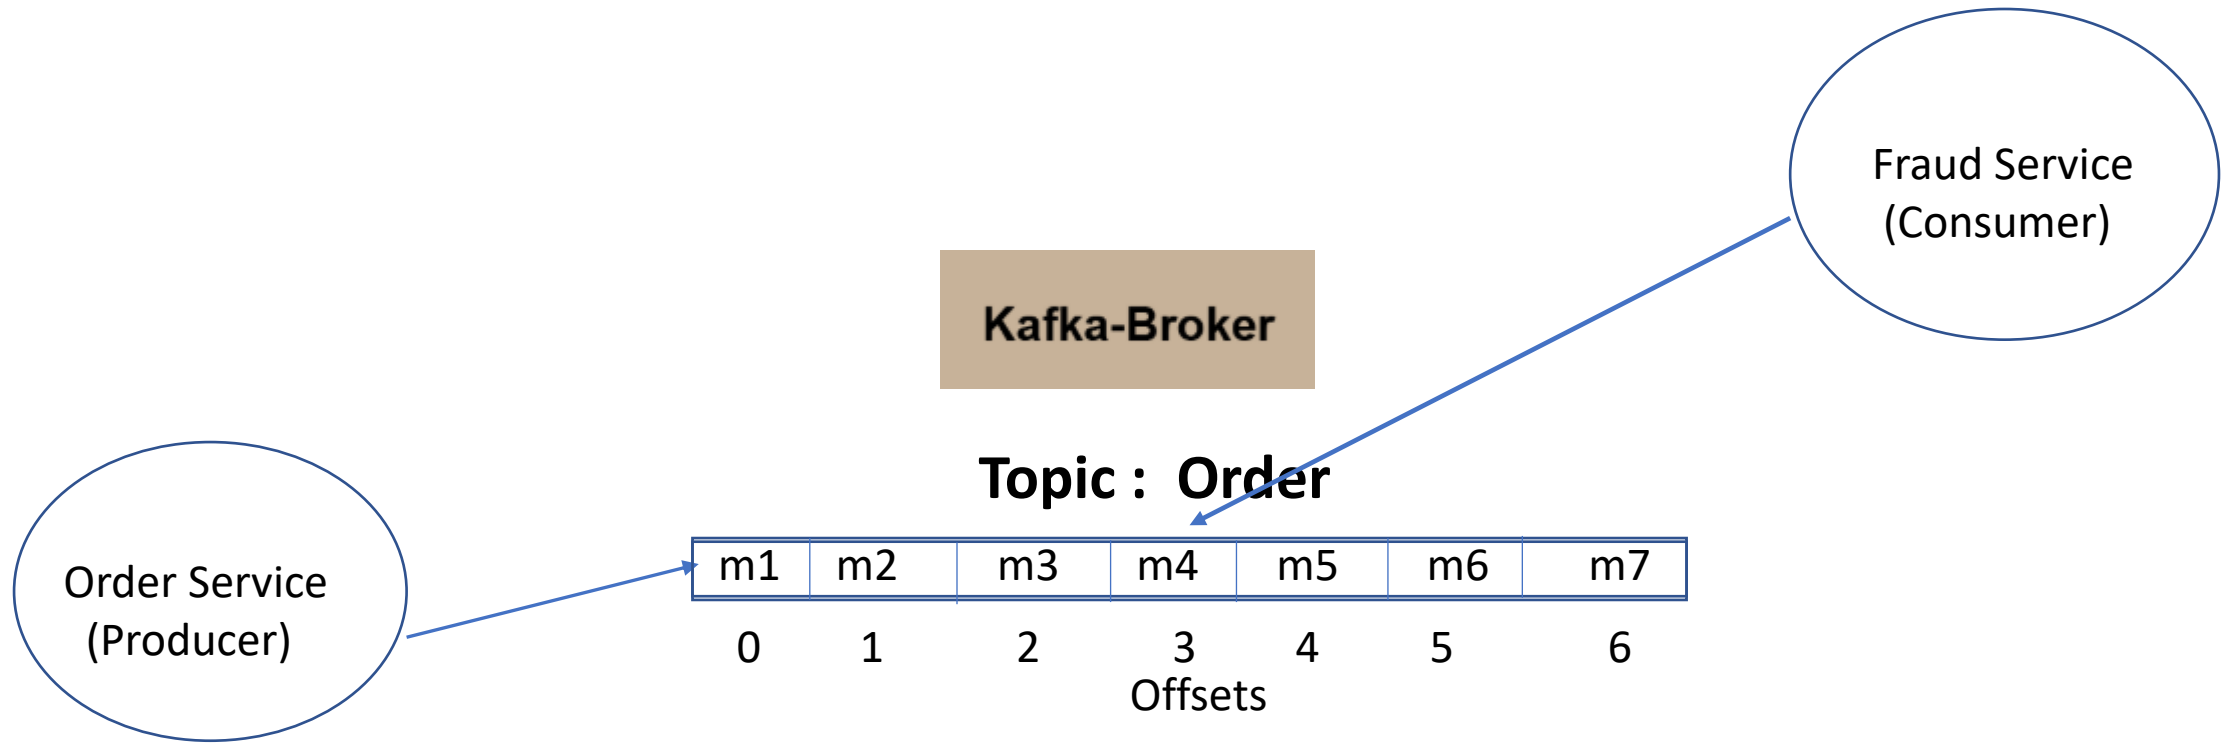 Fraud Service
(Consumer)
Kafka-Broker
Topic : Order
Order Service
(Producer)
m1 m2 m3 m4 m5 m6 m7
0 1 2 3 4 5 6
Offsets